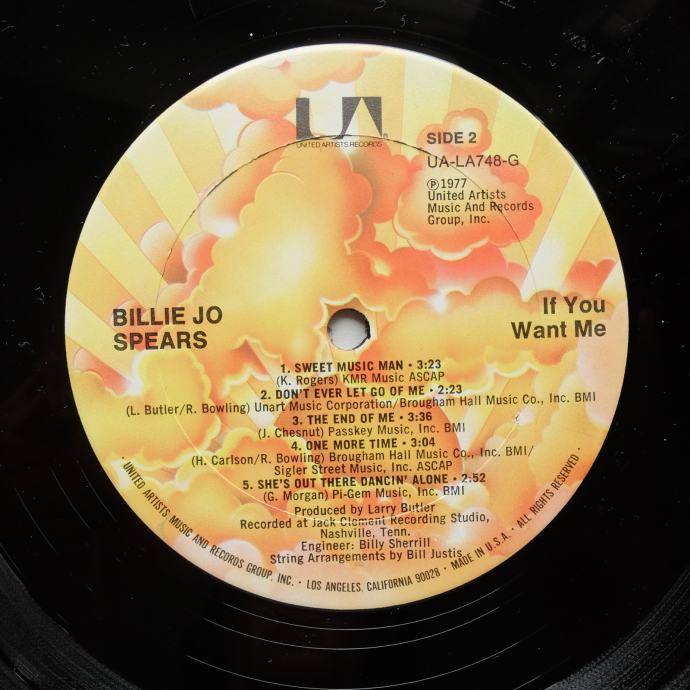 UA®
UNITED ARTISTS RECORDS
SIDE 2
UA-LA748-G
Ⓟ1977
United Artists
Music And Records
Group, Inc.
BILLIE JO
SPEARS
If You
Want Me
1. SWEET MUSIC MAN • 3:23
(K. Rogers) KMR Music ASCAP
2. DON'T EVER LET GO OF ME • 2:23
(L. Butler/R. Bowling) Unart Music Corporation/Brougham Hall Music Co., Inc. BMI
3. THE END OF ME • 3:36
(J. Chesnut) Passkey Music, Inc. BMI
4. ONE MORE TIME • 3:04
(H. Carlson/R. Bowling) Brougham Hall Music Co., Inc. BMI/
Sigler Street Music, Inc. ASCAP
5. SHE'S OUT THERE DANCIN' ALONE • 2:52
(G. Morgan) Pi-Gem Music, Inc. BMI
Produced by Larry Butler
Recorded at Jack Clement Recording Studio,
Nashville, Tenn.
Engineer: Billy Sherrill
String Arrangements by Bill Justis
• UNITED ARTISTS MUSIC AND RECORDS GROUP, INC. • LOS ANGELES, CALIFORNIA 90028 • MADE IN U.S.A. • ALL RIGHTS RESERVED •